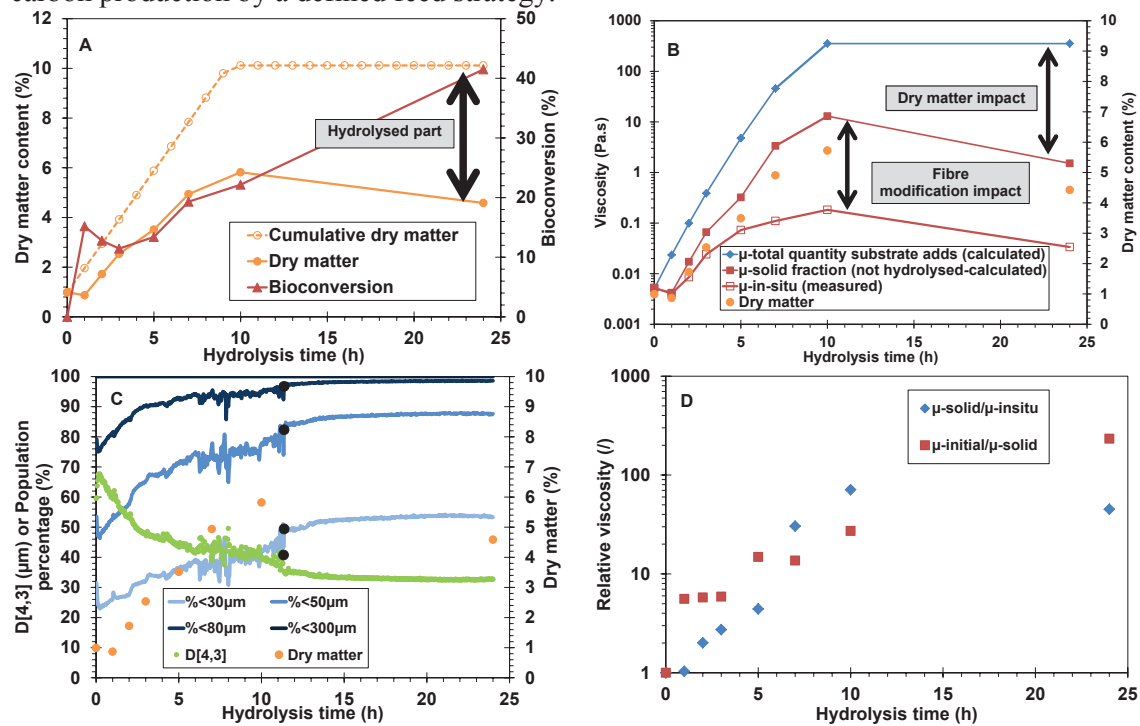 carbon production by a defined feed strategy.
A
Dry matter content (%)
12
10
8
6
4
2
0
Bioconversion (%)
50
40
30
20
10
0
Hydrolysed part
Cumulative dry matter
Dry matter
Bioconversion
0 5 10 15 20 25
Hydrolysis time (h)
B
Viscosity (Pa.s)
1000
100
10
1
0.1
0.01
0.001
Dry matter content (%)
10
9
8
7
6
5
4
3
2
1
0
Dry matter impact
Fibre
modification impact
µ-total quantity substrate adds (calculated)
µ-solid fraction (not hydrolysed-calculated)
µ-in-situ (measured)
Dry matter
0 5 10 15 20 25
Hydrolysis time (h)
C
D[4,3] (µm) or Population
percentage (%)
100
90
80
70
60
50
40
30
20
10
0
Dry matter (%)
10
9
8
7
6
5
4
3
2
1
0
%<30µm %<50µm
%<80µm %<300µm
D[4,3] Dry matter
0 5 10 15 20 25
Hydrolysis time (h)
D
Relative viscosity (/)
1000
100
10
1
µ-solid/µ-insitu
µ-initial/µ-solid
0 5 10 15 20 25
Hydrolysis time (h)